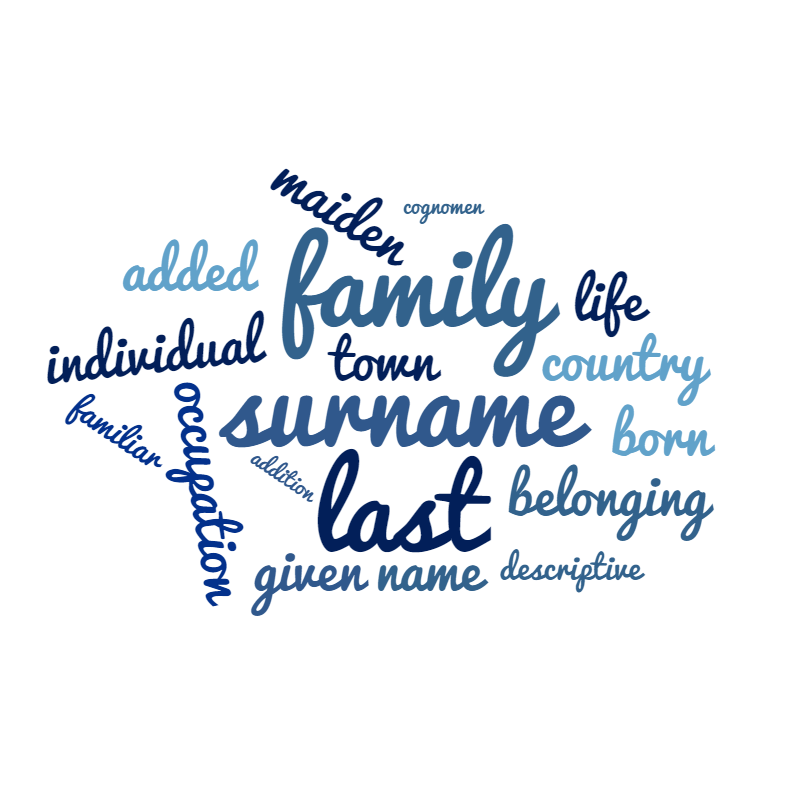 maiden
cognomen
family
added
life
individual
town
country
occupation
familiar
surname
born
addition
last
belonging
given name
descriptive